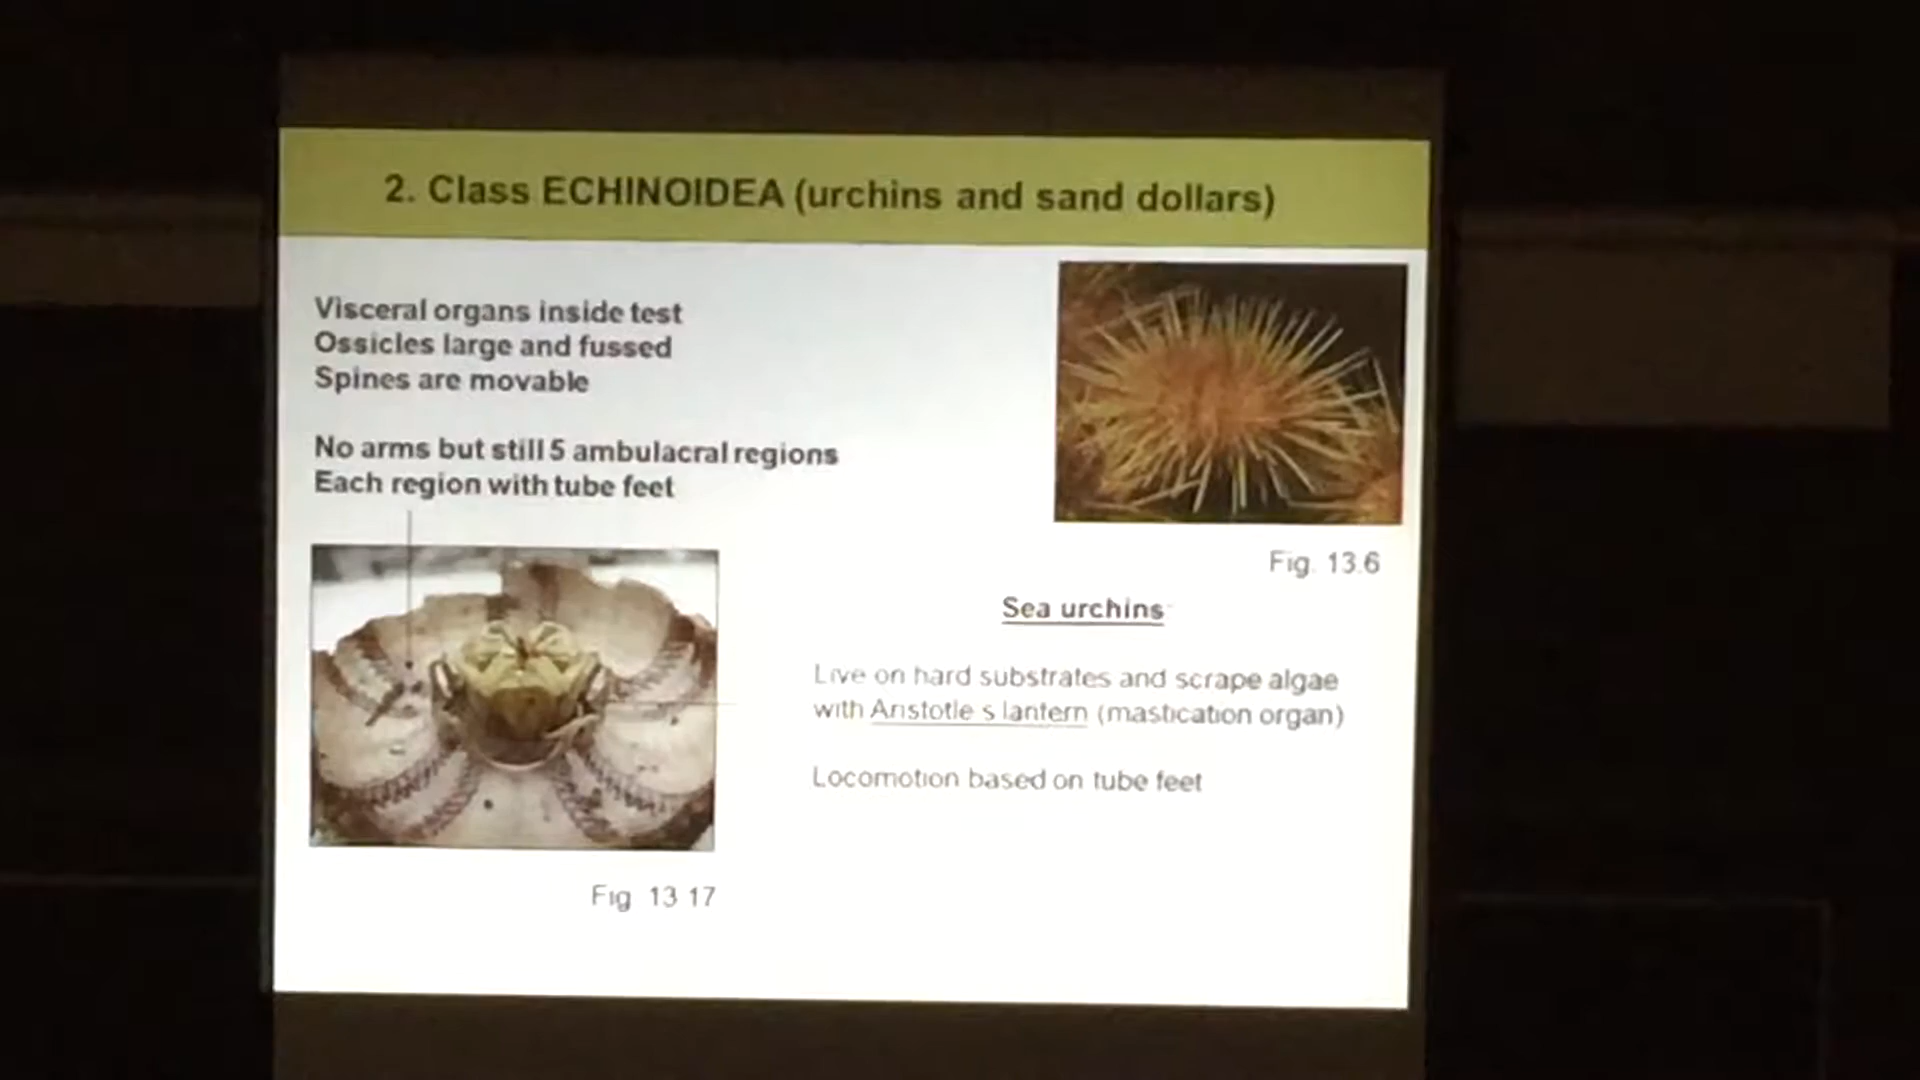 2. Class ECHINOIDEA (urchins and sand dollars)
Visceral organs inside test
Ossicles large and fussed
Spines are movable
No arms but still 5 ambulacral regions
Each region with tube feet
Fig. 13.6
Sea urchins
Live on hard substrates and scrape algae
with Aristotle s lantern (mastication organ)
Locomotion based on tube feet
Fig 13 17